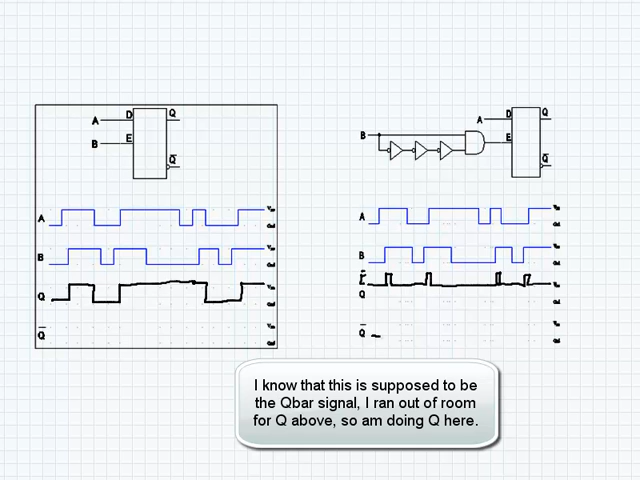 A D Q
B E
Q̅
A D Q
B E
Q̅
A
B
Q
Q̅
A
B
E
Q
Q̅
I know that this is supposed to be
the Qbar signal, I ran out of room
for Q above, so am doing Q here.